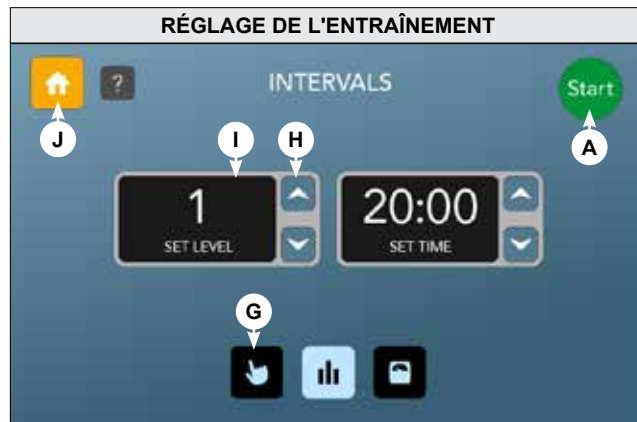 RÉGLAGE DE L'ENTRAÎNEMENT
?
INTERVALS
Start
J
I
H
A
1
20:00
SET LEVEL
SET TIME
G